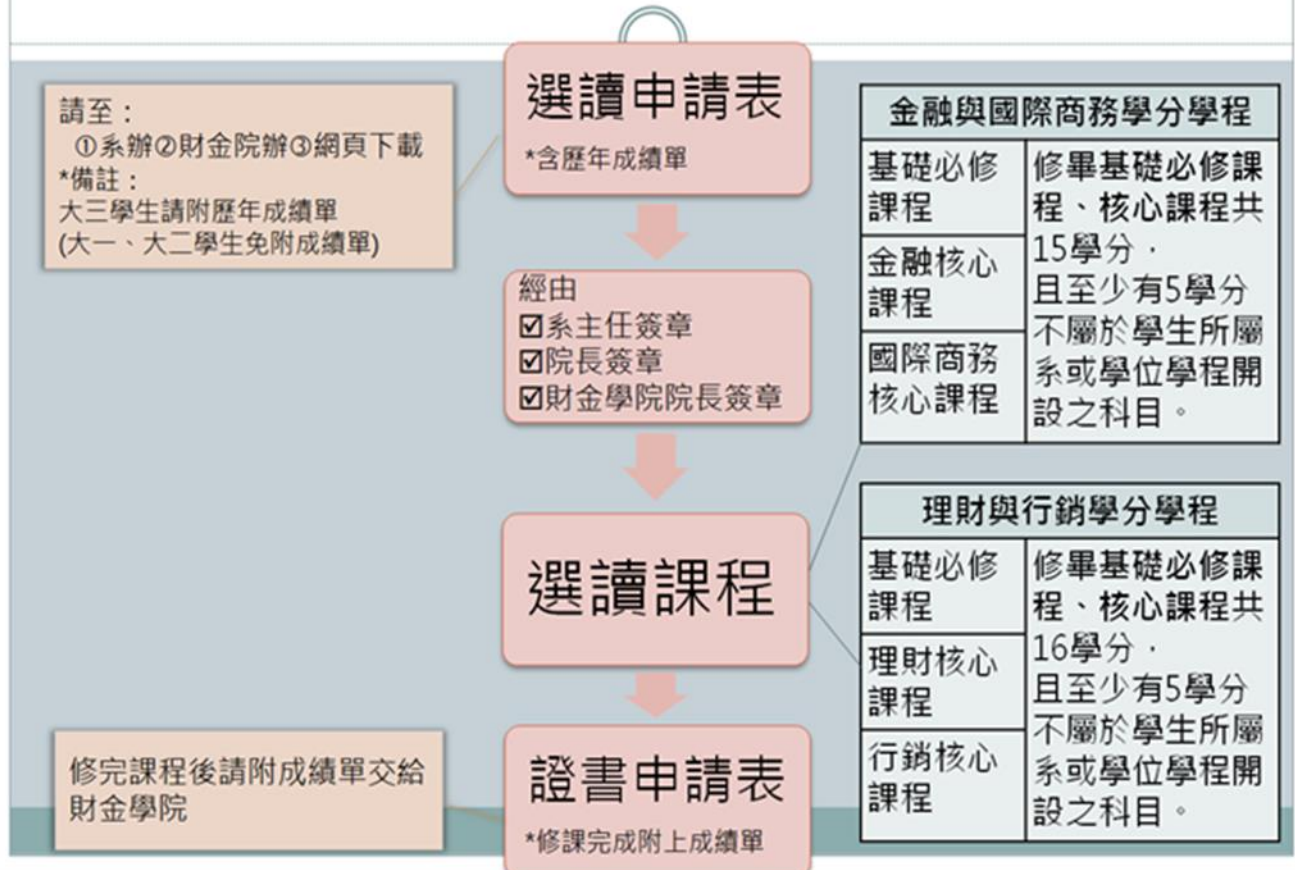 選讀申請表
*含歷年成績單
請至：
①系辦②財金院辦③網頁下載
*備註：
大三學生請附歷年成績單
(大一、大二學生免附成績單)
經由
☑系主任簽章
☑院長簽章
☑財金學院院長簽章
選讀課程
金融與國際商務學分學程
基礎必修
課程
金融核心
課程
國際商務
核心課程
修畢基礎必修課
程、核心課程共
15學分，
且至少有5學分
不屬於學生所屬
系或學位學程開
設之科目。
理財與行銷學分學程
基礎必修
課程
理財核心
課程
行銷核心
課程
修畢基礎必修課
程、核心課程共
16學分，
且至少有5學分
不屬於學生所屬
系或學位學程開
設之科目。
證書申請表
*修課完成附上成績單
修完課程後請附成績單交給
財金學院